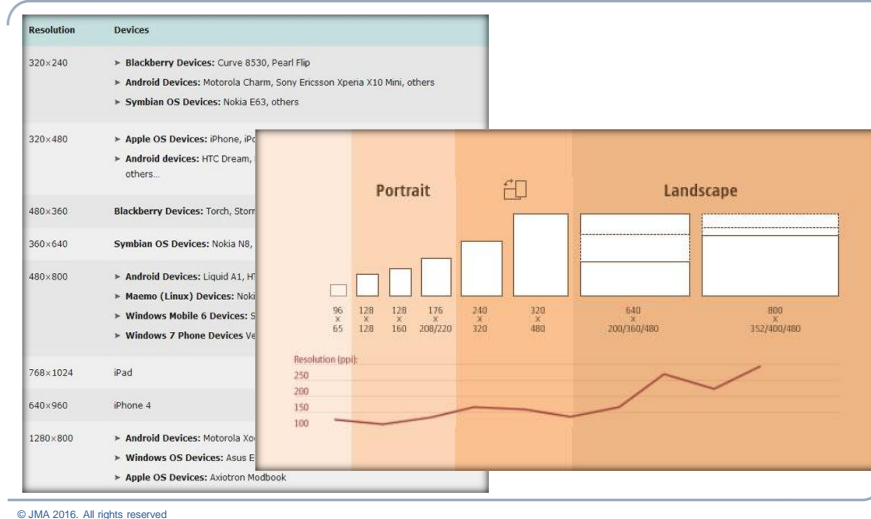 Resolution Devices
320×240
➤ Blackberry Devices: Curve 8530, Pearl Flip
➤ Android Devices: Motorola Charm, Sony Ericsson Xperia X10 Mini, others
➤ Symbian OS Devices: Nokia E63, others
320×480
➤ Apple OS Devices: iPhone,
➤ Android devices: HTC Dream,
others...
480×360 Blackberry Devices: Torch,
360×640 Symbian OS Devices: Nokia N8,
480×800
➤ Android Devices: Liquid A1,
➤ Maemo (Linux) Devices:
➤ Windows Mobile 6 Devices:
➤ Windows 7 Phone Devices
768×1024 iPad
640×960 iPhone 4
1280×800
➤ Android Devices: Motorola
➤ Windows OS Devices: Asus
➤ Apple OS Devices: Axiotron Modbook
Portrait Landscape
96 x 65
128 x 128
128 x 160
176 x 208/220
240 x 320
320 x 480
640 x 200/360/480
800 x 352/400/480
Resolution (ppi):
250
200
150
100
© JMA 2016. All rights reserved